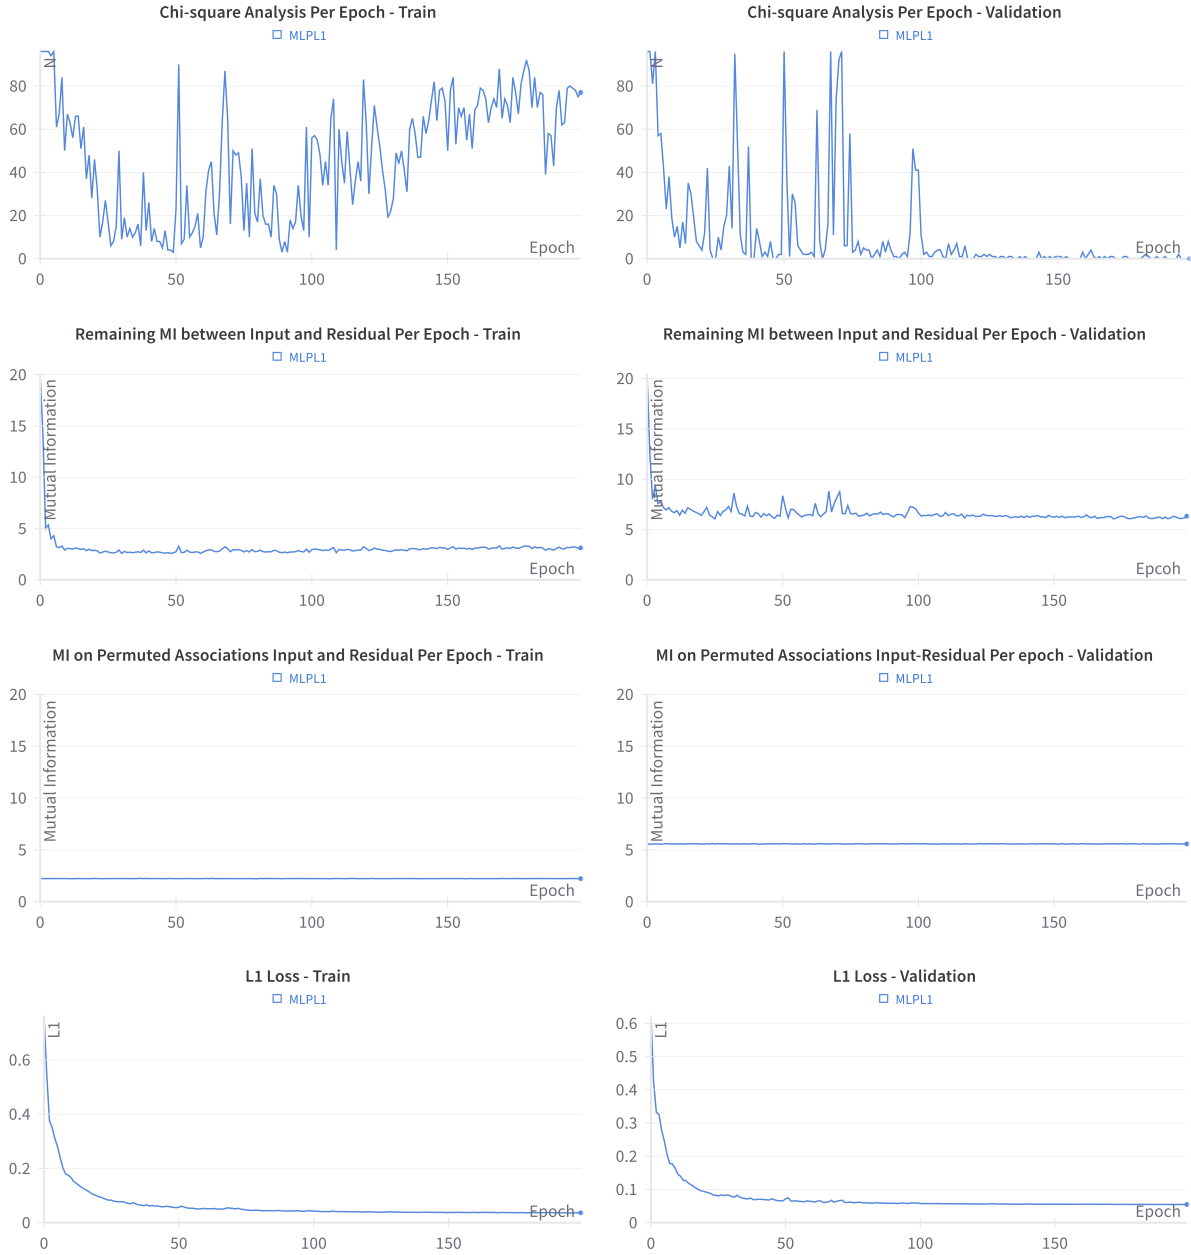 Chi-square Analysis Per Epoch - Train
MLPL1
N
80
60
40
20
0
Epoch
0 50 100 150
Chi-square Analysis Per Epoch - Validation
MLPL1
N
80
60
40
20
0
Epoch
0 50 100 150
Remaining MI between Input and Residual Per Epoch - Train
MLPL1
Mutual Information
20
15
10
5
0
Epoch
0 50 100 150
Remaining MI between Input and Residual Per Epoch - Validation
MLPL1
Mutual Information
20
15
10
5
0
Epcoh
0 50 100 150
MI on Permuted Associations Input and Residual Per Epoch - Train
MLPL1
Mutual Information
20
15
10
5
0
Epoch
0 50 100 150
MI on Permuted Associations Input-Residual Per epoch - Validation
MLPL1
Mutual Information
20
15
10
5
0
Epoch
0 50 100 150
L1 Loss - Train
MLPL1
L1
0.6
0.4
0.2
0
Epoch
0 50 100 150
L1 Loss - Validation
MLPL1
L1
0.6
0.5
0.4
0.3
0.2
0.1
0
Epoch
0 50 100 150